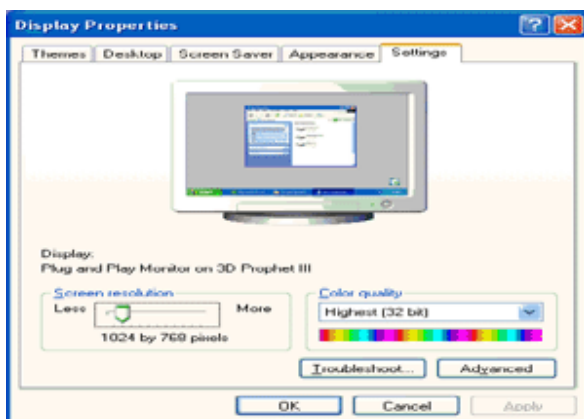 Display Properties
Themes Desktop Screen Saver Appearance Settings
Display:
Plug and Play Monitor on 3D Prophet III
Screen resolution
Less More
1024 by 768 pixels
Color quality
Highest (32 bit)
Troubleshoot... Advanced
OK Cancel Apply